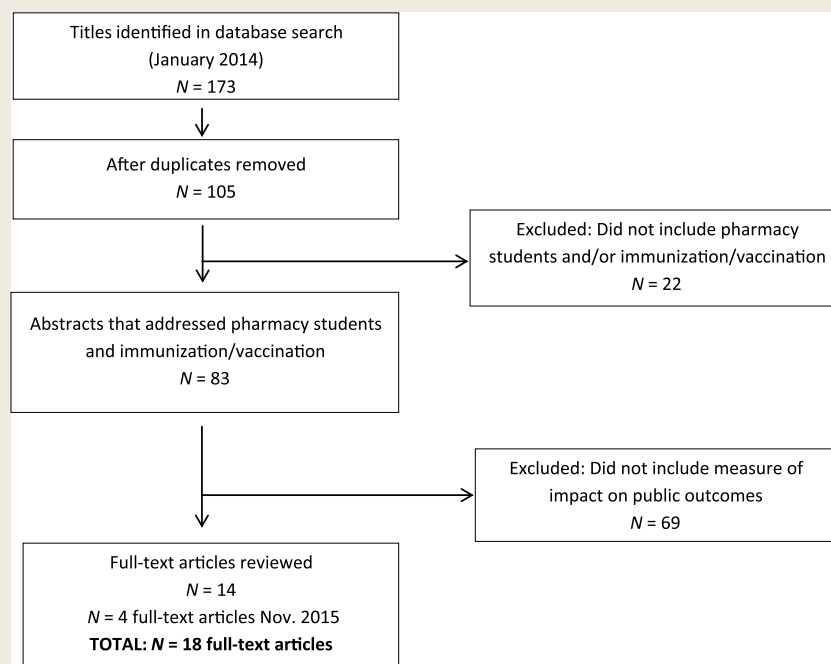 Titles identified in database search
(January 2014)
N = 173
After duplicates removed
N = 105
Excluded: Did not include pharmacy
students and/or immunization/vaccination
N = 22
Abstracts that addressed pharmacy students
and immunization/vaccination
N = 83
Excluded: Did not include measure of
impact on public outcomes
N = 69
Full-text articles reviewed
N = 14
N = 4 full-text articles Nov. 2015
TOTAL: N = 18 full-text articles